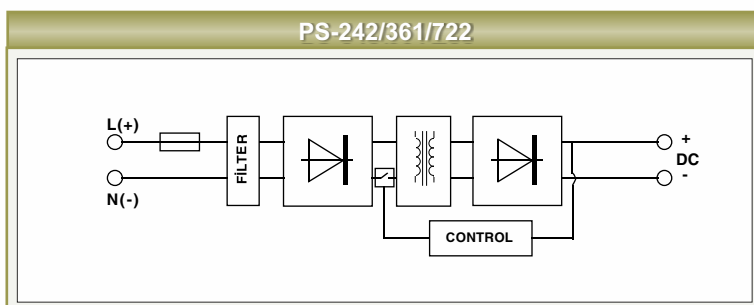 PS-242/361/722
L(+)
FİLTER
N(-)
+
DC
-
CONTROL